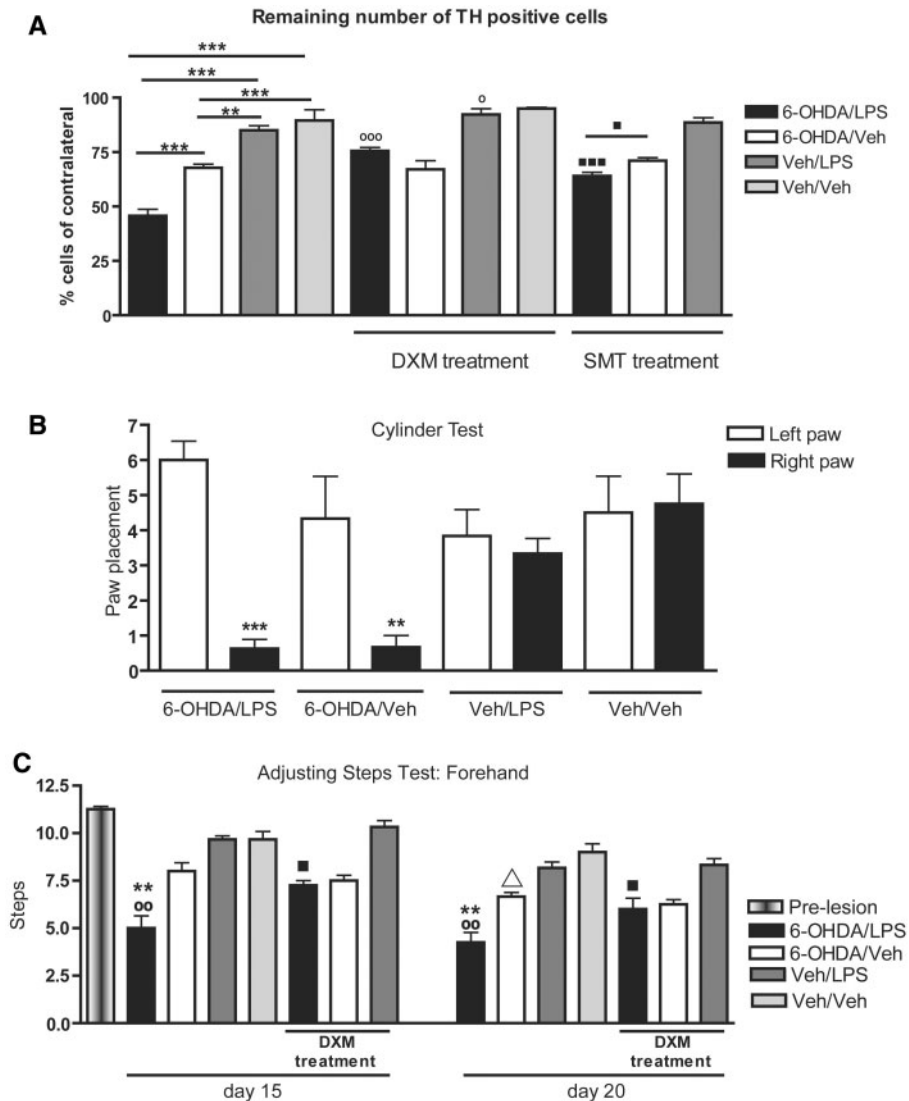 A
Remaining number of TH positive cells
% cells of contralateral
100
75
50
25
0
***
***
***
**
***
ooo
o
■
■■■
6-OHDA/LPS
6-OHDA/Veh
Veh/LPS
Veh/Veh
DXM treatment
SMT treatment
B
Cylinder Test
Paw placement
7
6
5
4
3
2
1
0
***
**
Left paw
Right paw
6-OHDA/LPS
6-OHDA/Veh
Veh/LPS
Veh/Veh
C
Adjusting Steps Test: Forehand
Steps
12.5
10.0
7.5
5.0
2.5
0.0
**
oo
■
**
oo
△
■
Pre-lesion
6-OHDA/LPS
6-OHDA/Veh
Veh/LPS
Veh/Veh
DXM
treatment
DXM
treatment
day 15
day 20